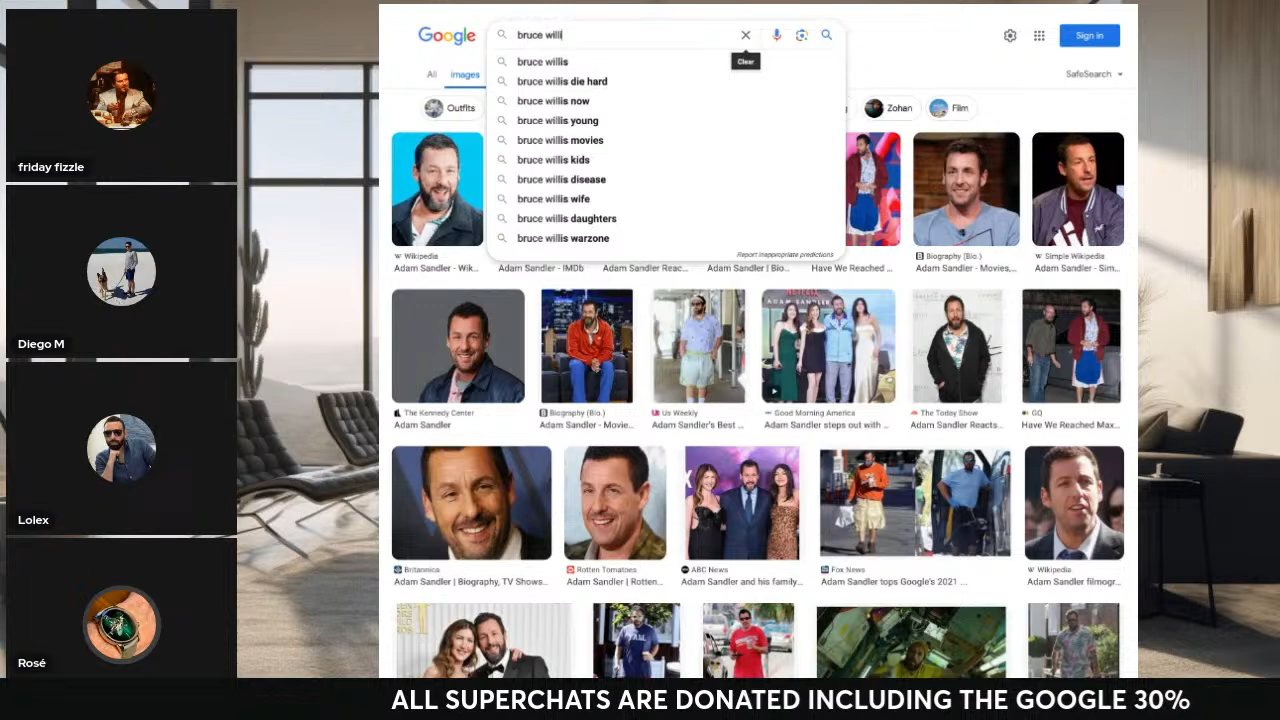 friday fizzle
Diego M
Lolex
Rosé
Google
bruce willi
Clear
Sign in
All
images
SafeSearch
bruce willis
bruce willis die hard
bruce willis now
bruce willis young
bruce willis movies
bruce willis kids
bruce willis disease
bruce willis wife
bruce willis daughters
bruce willis warzone
Report inappropriate predictions
Outfits
Zohan
Film
Wikipedia
Adam Sandler - Wik...
Adam Sandler - IMDb
Adam Sandler Reac...
Adam Sandler | Bio...
Have We Reached ...
Biography (Bio.)
Adam Sandler - Movies,...
Simple Wikipedia
Adam Sandler - Sim...
The Kennedy Center
Adam Sandler
Biography (Bio.)
Adam Sandler - Movie...
Us Weekly
Adam Sandler's Best ...
Good Morning America
Adam Sandler steps out with ...
The Today Show
Adam Sandler Reacts...
GQ
Have We Reached Max...
Britannica
Adam Sandler | Biography, TV Shows...
Rotten Tomatoes
Adam Sandler | Rotten...
ABC News
Adam Sandler and his family...
Fox News
Adam Sandler tops Google's 2021 ...
Wikipedia
Adam Sandler filmogr...
ALL SUPERCHATS ARE DONATED INCLUDING THE GOOGLE 30%